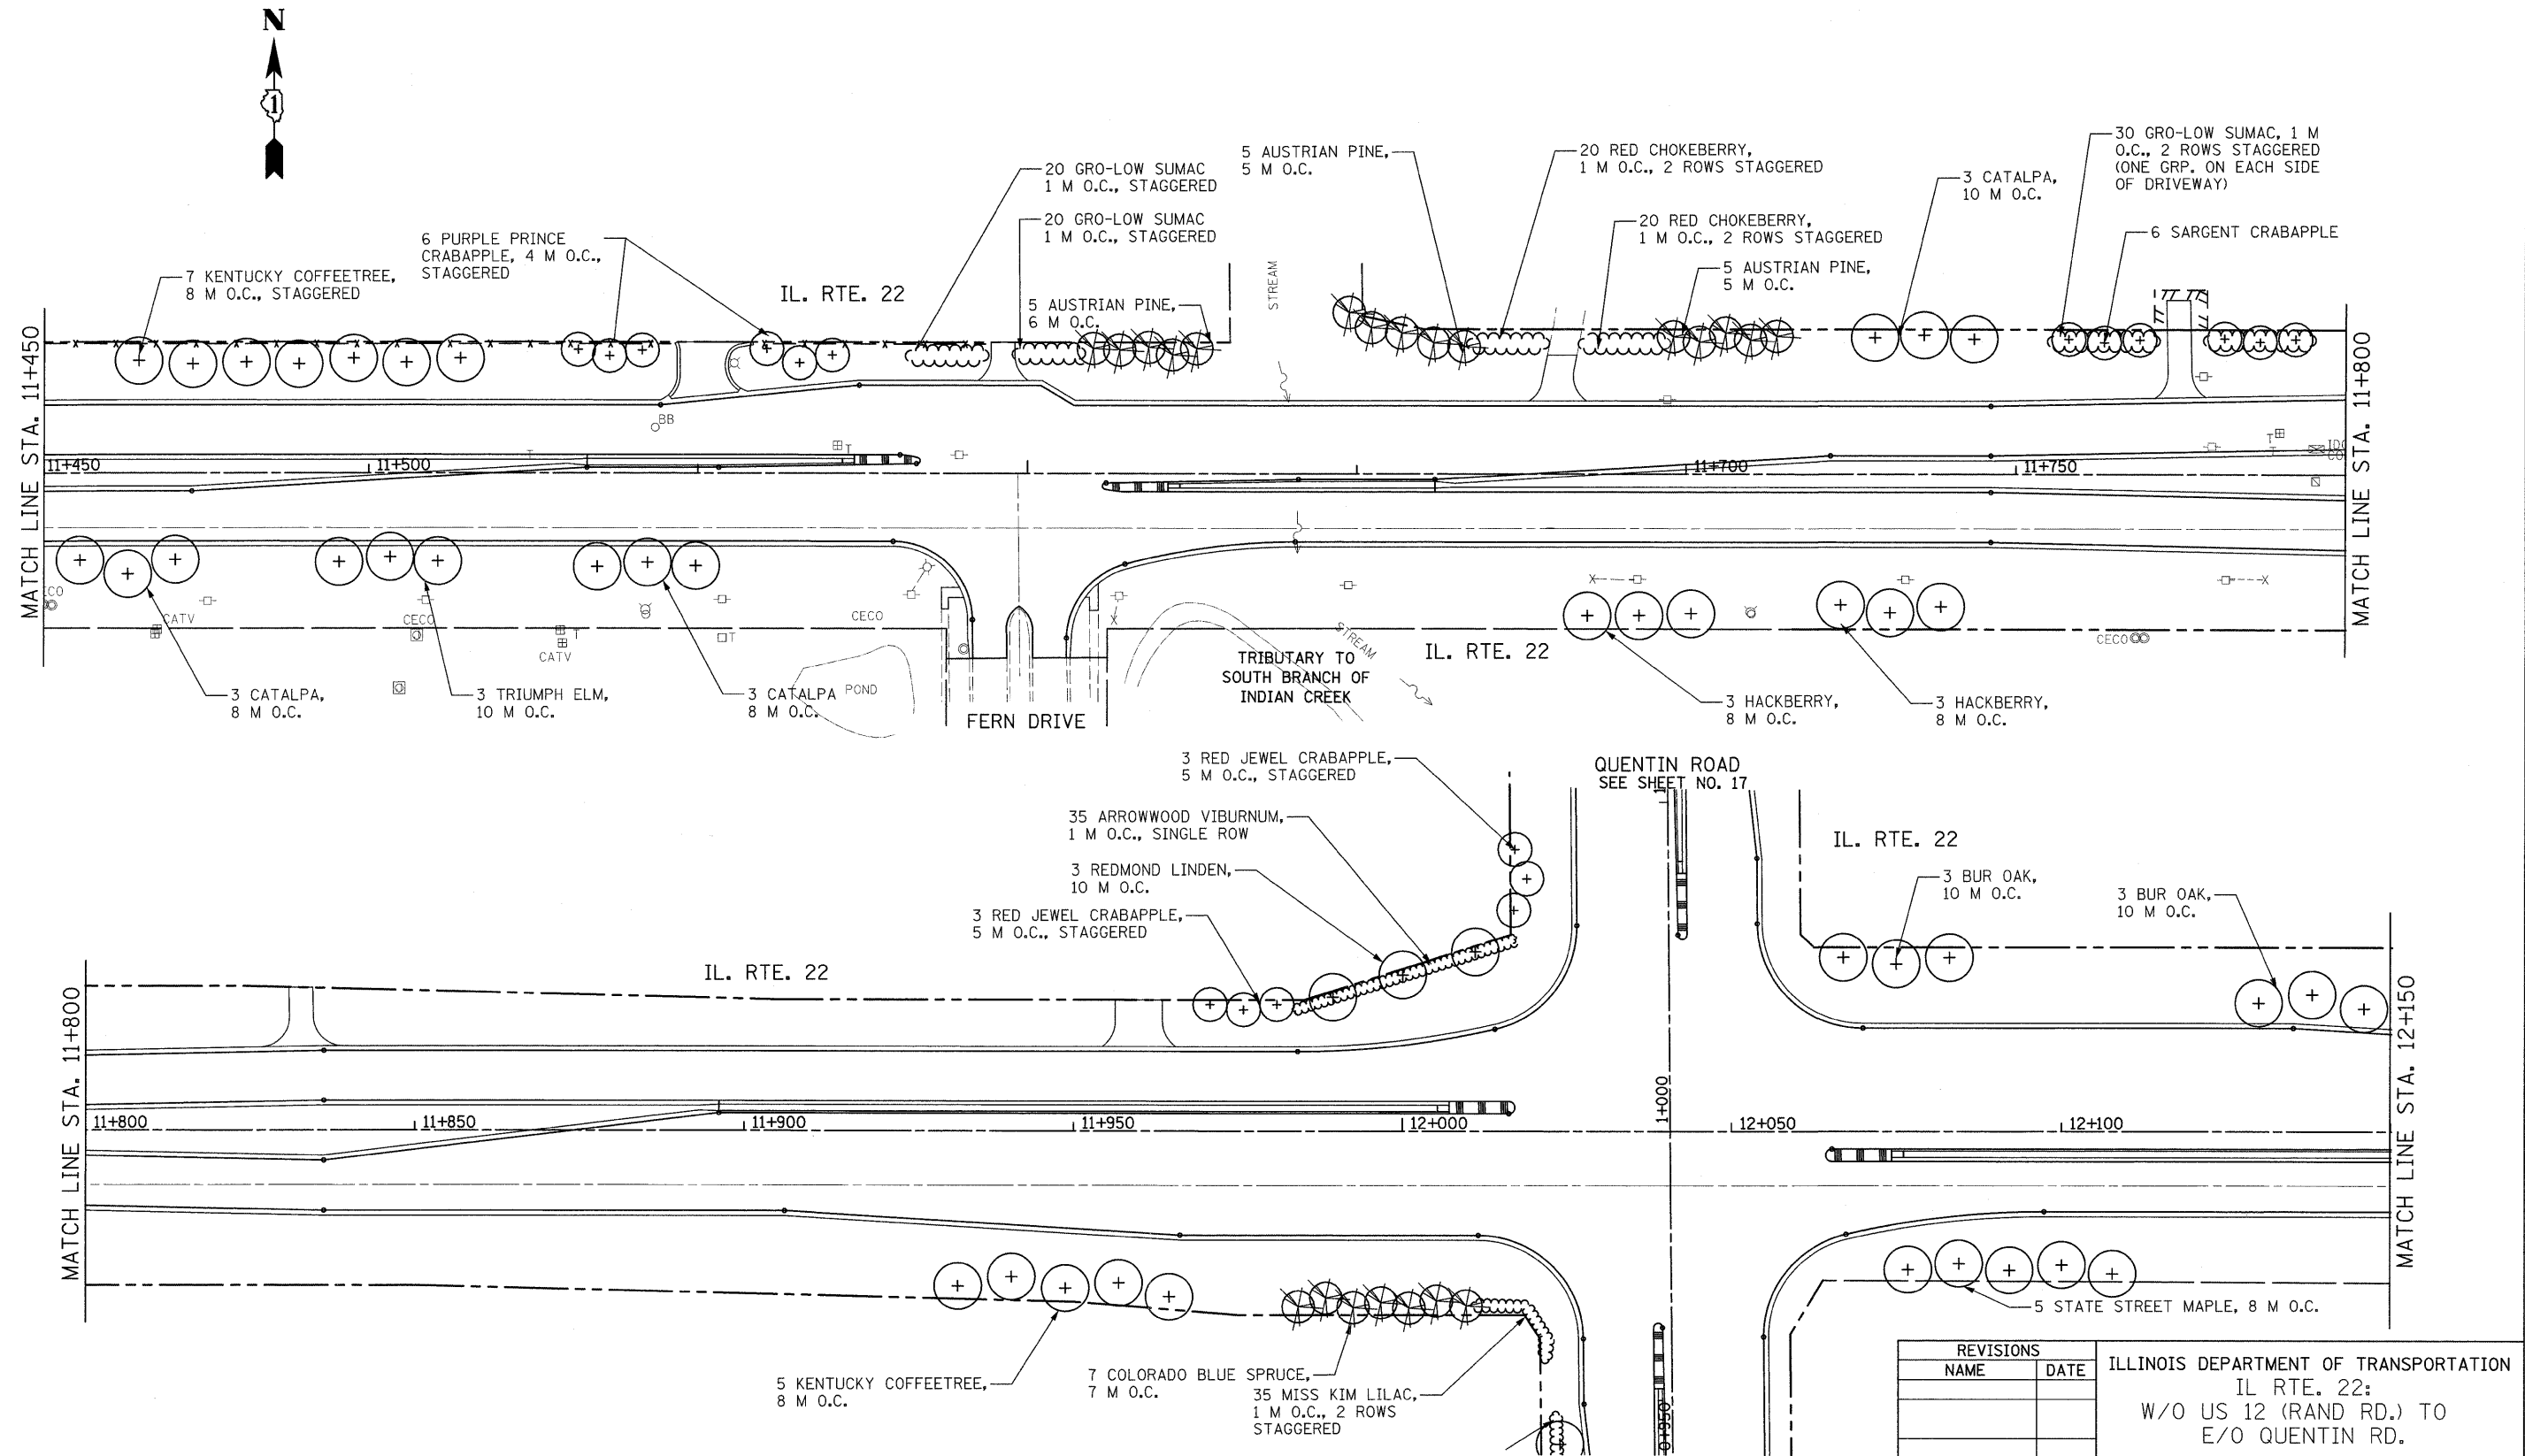 N
1
30 GRO-LOW SUMAC, 1 M
O.C., 2 ROWS STAGGERED
(ONE GRP. ON EACH SIDE
OF DRIVEWAY)
5 AUSTRIAN PINE,
5 M O.C.
20 RED CHOKEBERRY,
1 M O.C., 2 ROWS STAGGERED
20 GRO-LOW SUMAC
1 M O.C., STAGGERED
3 CATALPA,
10 M O.C.
20 GRO-LOW SUMAC
1 M O.C., STAGGERED
20 RED CHOKEBERRY,
1 M O.C., 2 ROWS STAGGERED
6 SARGENT CRABAPPLE
6 PURPLE PRINCE
CRABAPPLE, 4 M O.C.,
STAGGERED
7 KENTUCKY COFFEETREE,
8 M O.C., STAGGERED
IL. RTE. 22
5 AUSTRIAN PINE,
6 M O.C.
STREAM
5 AUSTRIAN PINE,
5 M O.C.
MATCH LINE STA. 11+450
MATCH LINE STA. 11+800
BB
T
T
T
T
11+450
11+500
11+700
11+750
CATV
CECO
CATV
T
T
CECO
STREAM
CECO
TRIBUTARY TO
SOUTH BRANCH OF
INDIAN CREEK
IL. RTE. 22
3 CATALPA,
8 M O.C.
3 TRIUMPH ELM,
10 M O.C.
3 CATALPA
8 M O.C.
POND
FERN DRIVE
3 HACKBERRY,
8 M O.C.
3 HACKBERRY,
8 M O.C.
3 RED JEWEL CRABAPPLE,
5 M O.C., STAGGERED
QUENTIN ROAD
SEE SHEET NO. 17
35 ARROWWOOD VIBURNUM,
1 M O.C., SINGLE ROW
IL. RTE. 22
3 REDMOND LINDEN,
10 M O.C.
3 BUR OAK,
10 M O.C.
3 BUR OAK,
10 M O.C.
3 RED JEWEL CRABAPPLE,
5 M O.C., STAGGERED
IL. RTE. 22
MATCH LINE STA. 11+800
MATCH LINE STA. 12+150
11+800
11+850
11+900
11+950
12+000
1+000
12+050
12+100
5 STATE STREET MAPLE, 8 M O.C.
5 KENTUCKY COFFEETREE,
8 M O.C.
7 COLORADO BLUE SPRUCE,
7 M O.C.
35 MISS KIM LILAC,
1 M O.C., 2 ROWS
STAGGERED
0+950
REVISIONS
NAME
DATE
ILLINOIS DEPARTMENT OF TRANSPORTATION
IL RTE. 22:
W/O US 12 (RAND RD.) TO
E/O QUENTIN RD.